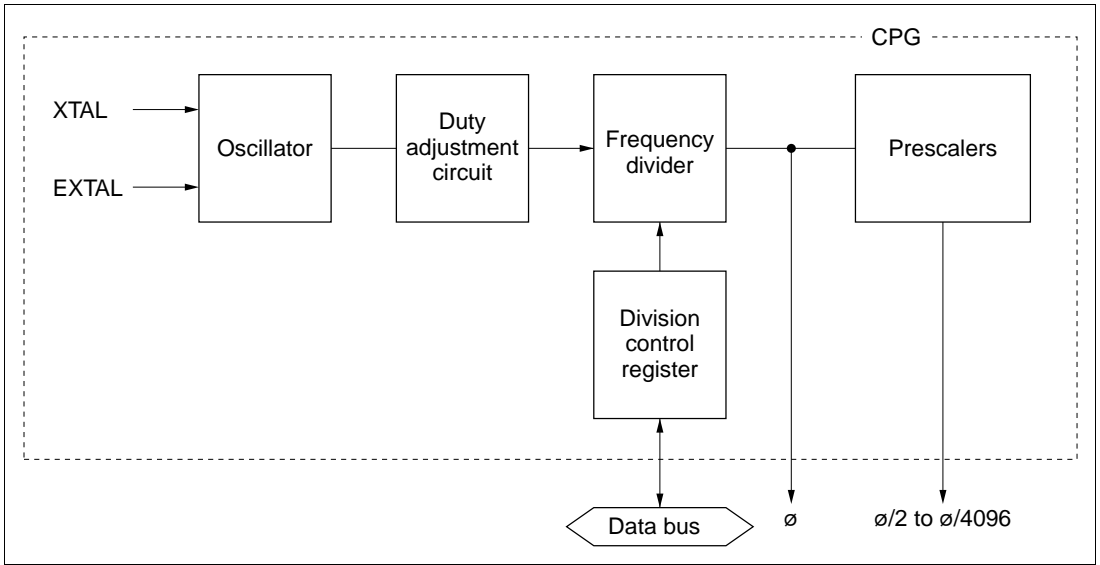 CPG
XTAL
EXTAL
Oscillator
Duty
adjustment
circuit
Frequency
divider
Prescalers
Division
control
register
Data bus
ø
ø/2 to ø/4096